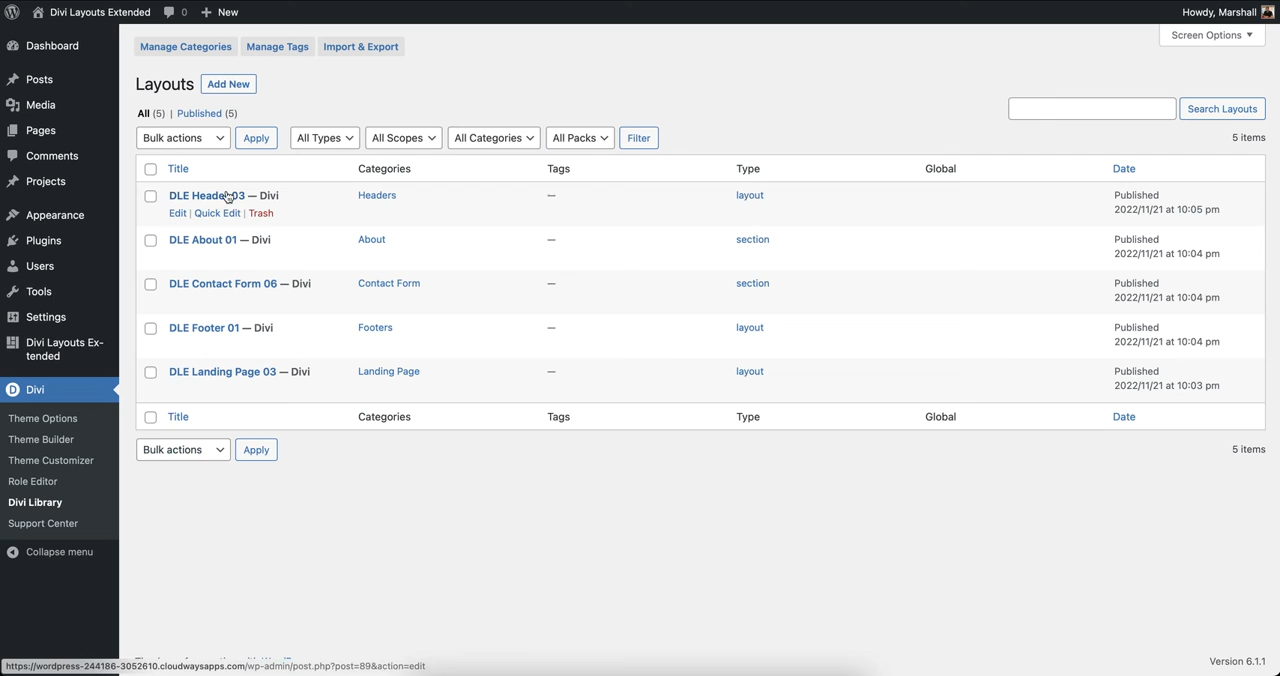 Divi Layouts Extended
0
New
Howdy, Marshall
Dashboard
Posts
Media
Pages
Comments
Projects
Appearance
Plugins
Users
Tools
Settings
Divi Layouts Ex-
tended
Divi
Theme Options
Theme Builder
Theme Customizer
Role Editor
Divi Library
Support Center
Collapse menu
Manage Categories Manage Tags Import & Export
Screen Options
Layouts Add New
All (5) | Published (5)
Search Layouts
Bulk actions Apply All Types All Scopes All Categories All Packs Filter
5 items
Title Categories Tags Type Global Date
DLE Header 03 — Divi Headers — layout Published
Edit | Quick Edit | Trash 2022/11/21 at 10:05 pm
DLE About 01 — Divi About — section Published
2022/11/21 at 10:04 pm
DLE Contact Form 06 — Divi Contact Form — section Published
2022/11/21 at 10:04 pm
DLE Footer 01 — Divi Footers — layout Published
2022/11/21 at 10:04 pm
DLE Landing Page 03 — Divi Landing Page — layout Published
2022/11/21 at 10:03 pm
Title Categories Tags Type Global Date
Bulk actions Apply
5 items
Version 6.1.1
https://wordpress-244186-3052610.cloudwaysapps.com/wp-admin/post.php?post=89&action=edit